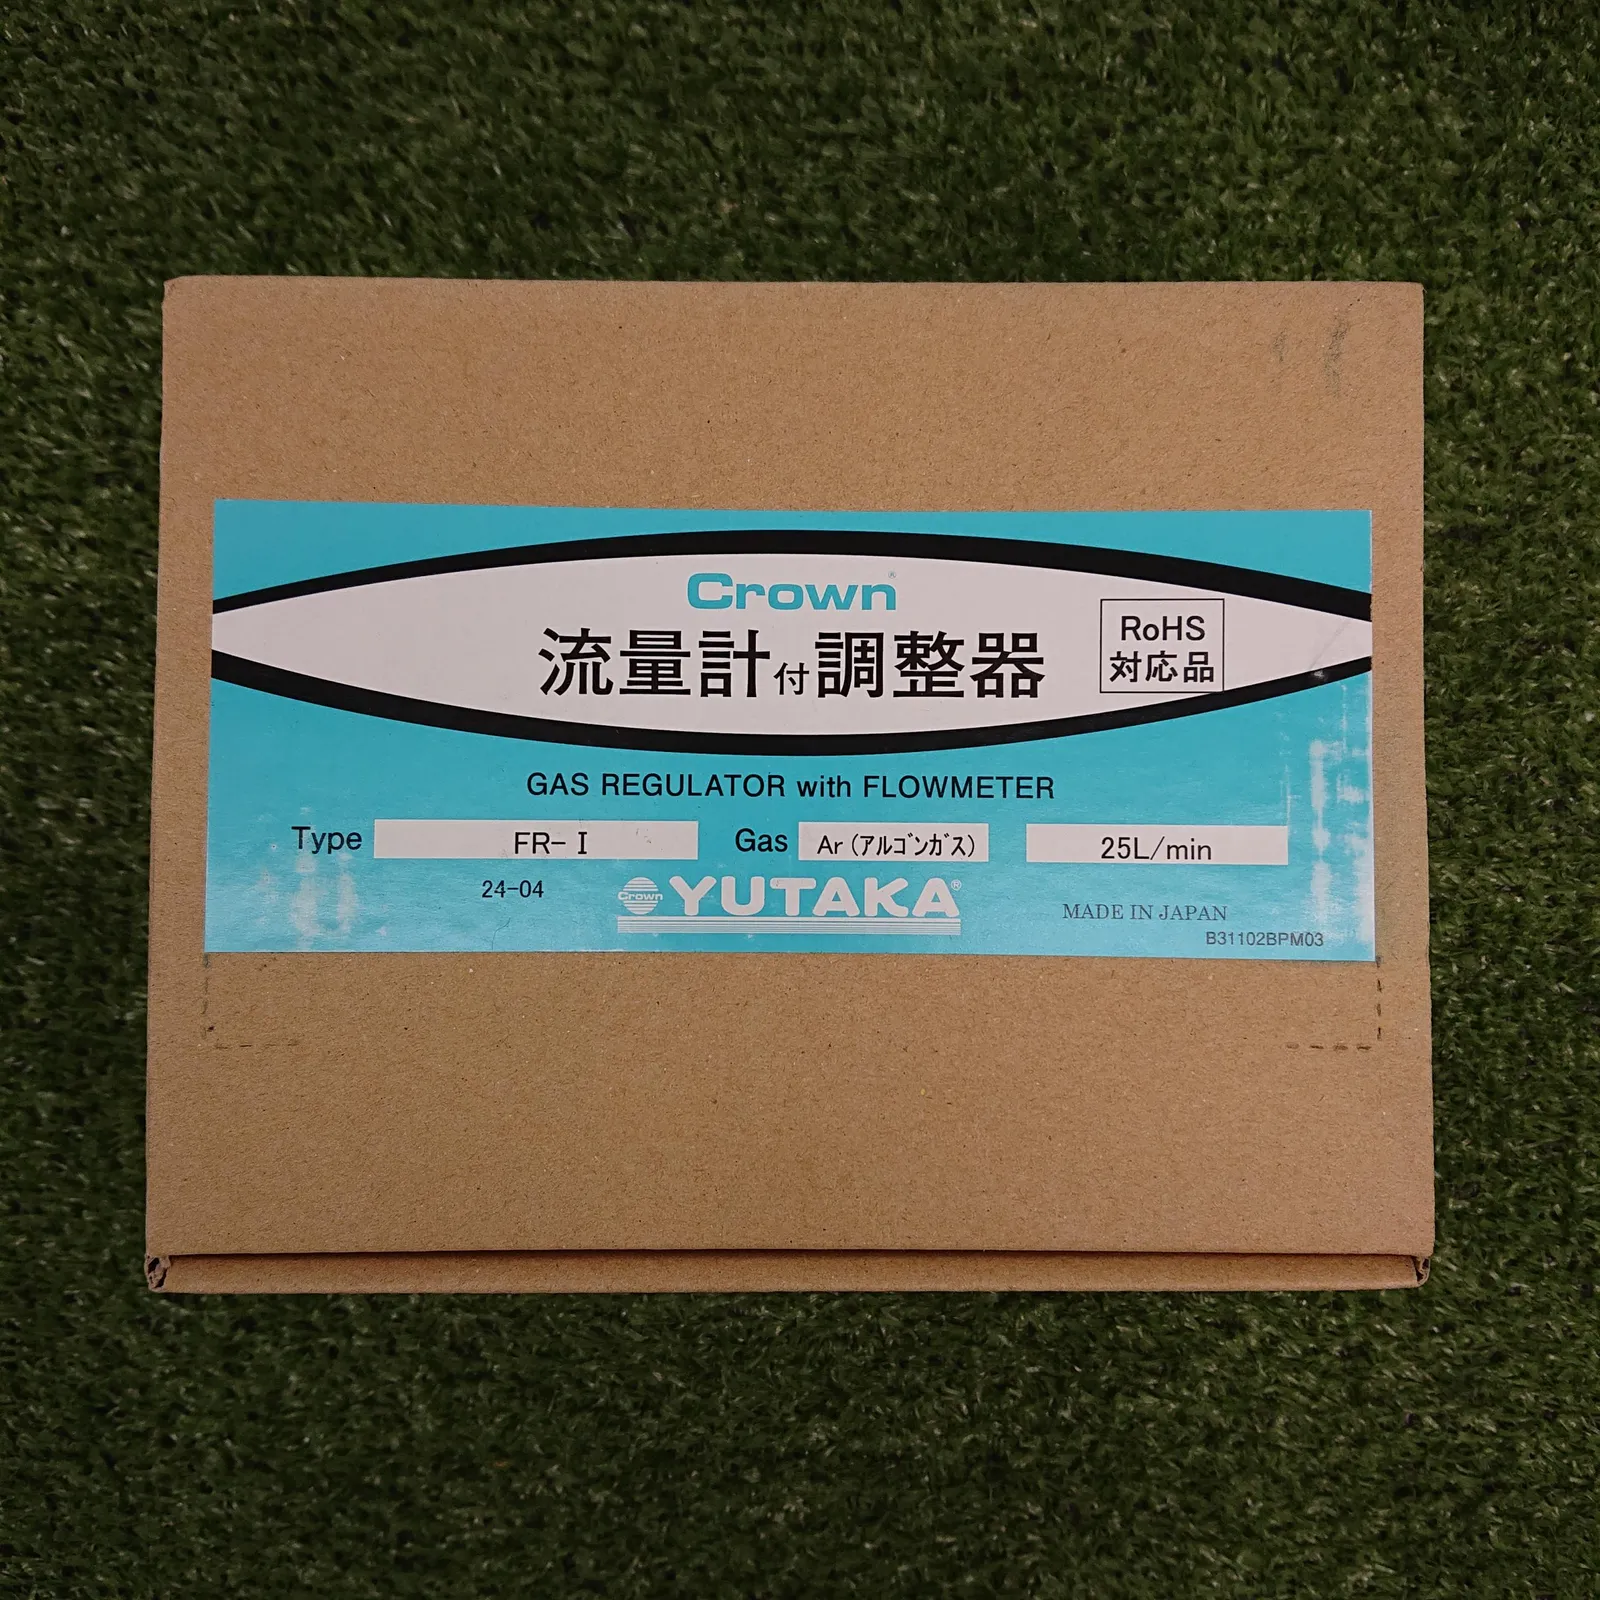 Crown®
流量計付調整器
RoHS
対応品
GAS REGULATOR with FLOWMETER
Type FR-I Gas Ar(アルゴンガス) 25L/min
24-04
Crown YUTAKA®
MADE IN JAPAN
B31102BPM03